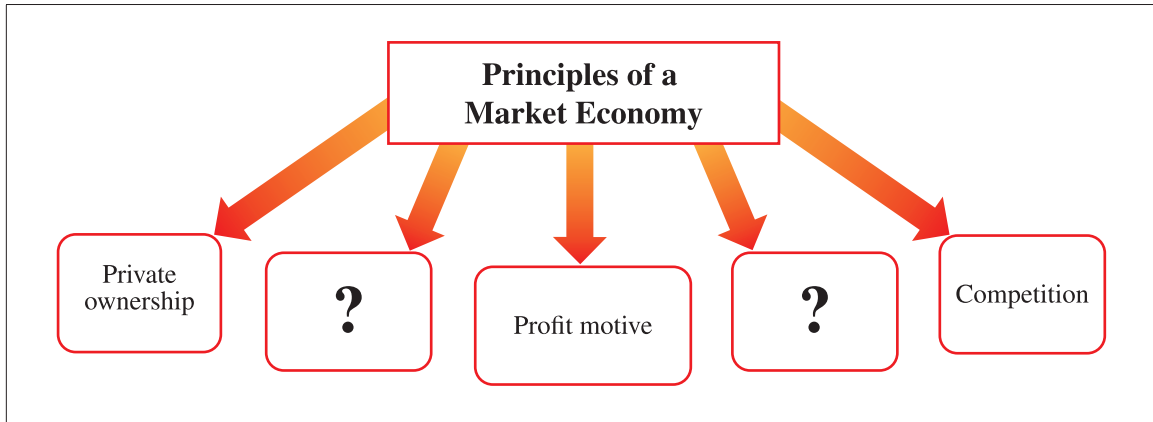 Principles of a
Market Economy
Private
ownership
?
Profit motive
?
Competition